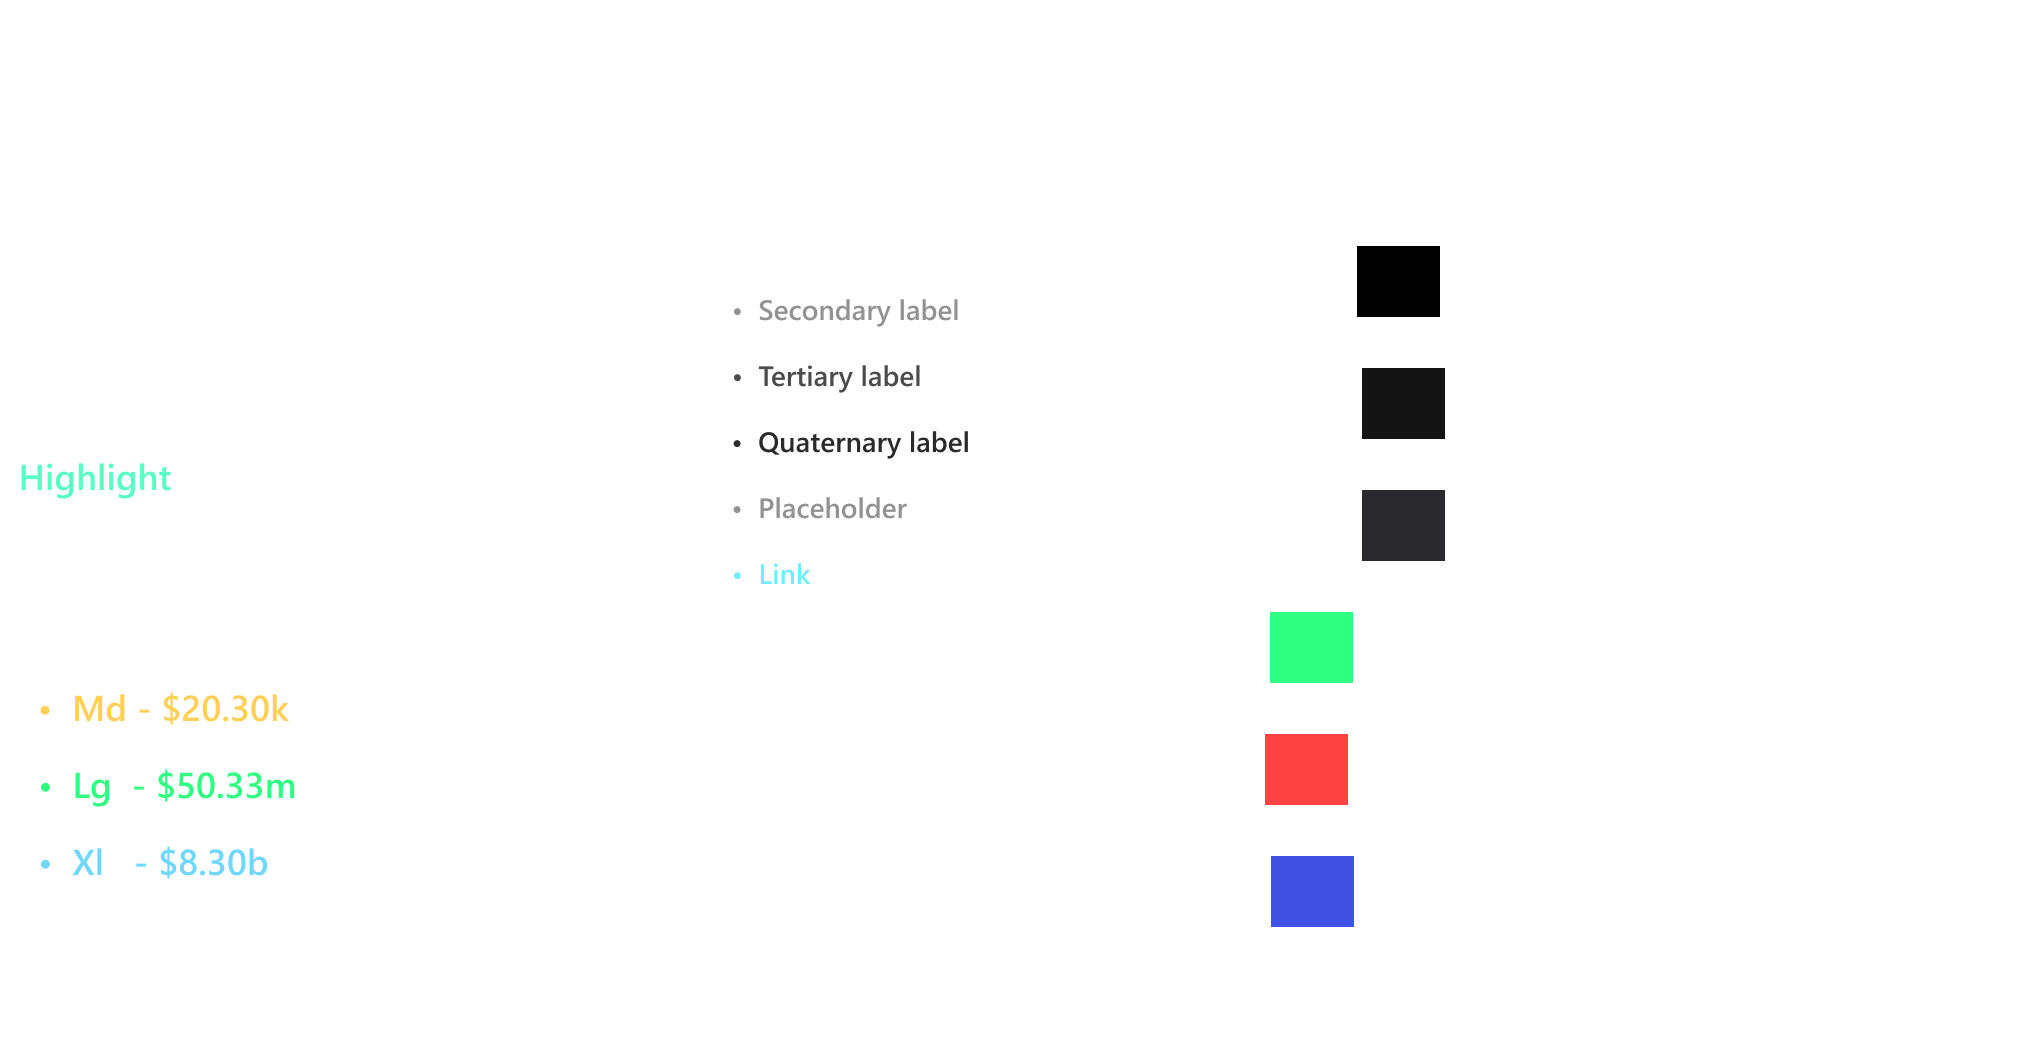 Highlight
• Md - $20.30k
• Lg - $50.33m
• Xl - $8.30b
• Secondary label
• Tertiary label
• Quaternary label
• Placeholder
• Link